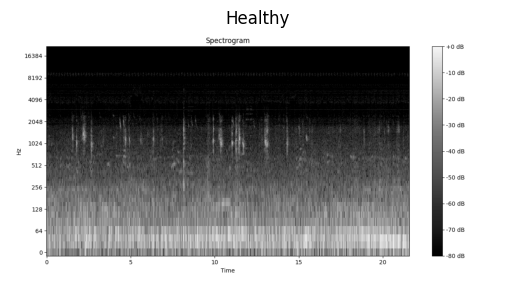 Healthy
Spectrogram
16384
8192
4096
2048
1024
512
256
128
64
0
Hz
0 5 10 15 20
Time
+0 dB
-10 dB
-20 dB
-30 dB
-40 dB
-50 dB
-60 dB
-70 dB
-80 dB